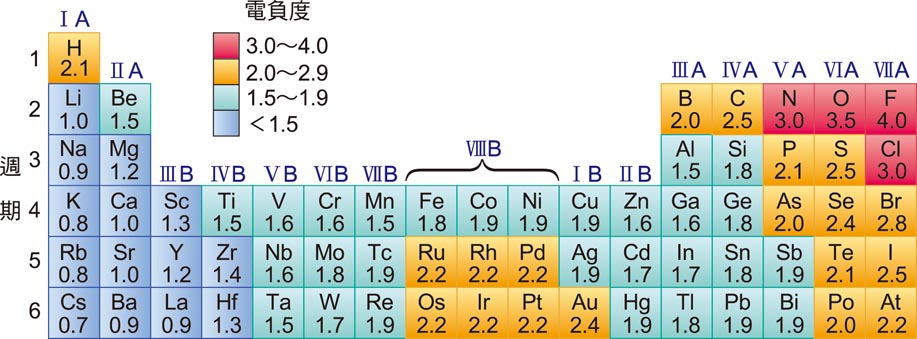 電負度
3.0～4.0
2.0～2.9
1.5～1.9
＜1.5
週期
ⅠA ⅡA ⅢB ⅣB ⅤB ⅥB ⅦB ⅧB ⅠB ⅡB ⅢA ⅣA ⅤA ⅥA ⅦA
1 H
2.1
2 Li Be B C N O F
1.0 1.5 2.0 2.5 3.0 3.5 4.0
3 Na Mg Al Si P S Cl
0.9 1.2 1.5 1.8 2.1 2.5 3.0
4 K Ca Sc Ti V Cr Mn Fe Co Ni Cu Zn Ga Ge As Se Br
0.8 1.0 1.3 1.5 1.6 1.6 1.5 1.8 1.9 1.9 1.9 1.6 1.6 1.8 2.0 2.4 2.8
5 Rb Sr Y Zr Nb Mo Tc Ru Rh Pd Ag Cd In Sn Sb Te I
0.8 1.0 1.2 1.4 1.6 1.8 1.9 2.2 2.2 2.2 1.9 1.7 1.7 1.8 1.9 2.1 2.5
6 Cs Ba La Hf Ta W Re Os Ir Pt Au Hg Tl Pb Bi Po At
0.7 0.9 0.9 1.3 1.5 1.7 1.9 2.2 2.2 2.2 2.4 1.9 1.8 1.9 1.9 2.0 2.2